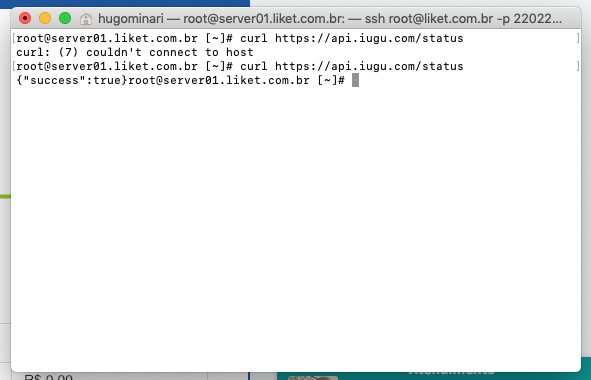 hugominari — root@server01.liket.com.br: — ssh root@liket.com.br -p 22022...
[root@server01.liket.com.br [~]# curl https://api.iugu.com/status ]
curl: (7) couldn't connect to host
[root@server01.liket.com.br [~]# curl https://api.iugu.com/status ]
{"success":true}root@server01.liket.com.br [~]#
R$ 0,00
Atendimento